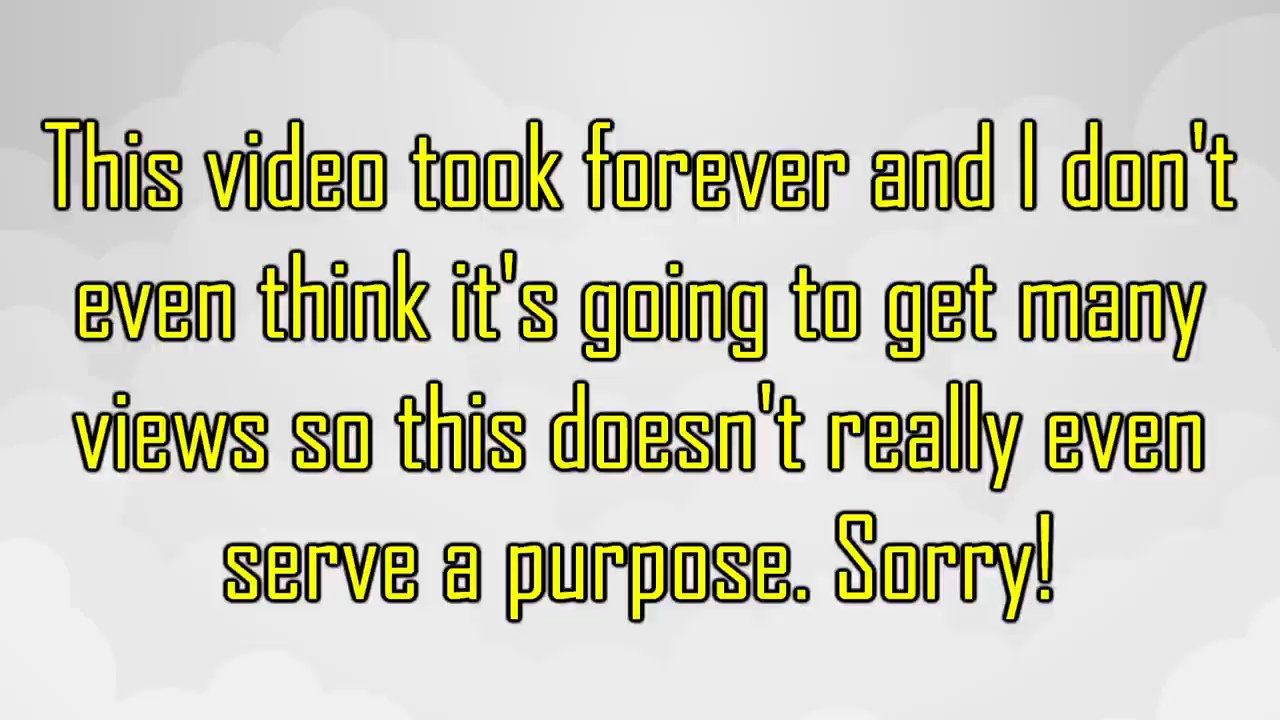 This video took forever and I don't
even think it's going to get many
views so this doesn't really even
serve a purpose. Sorry!